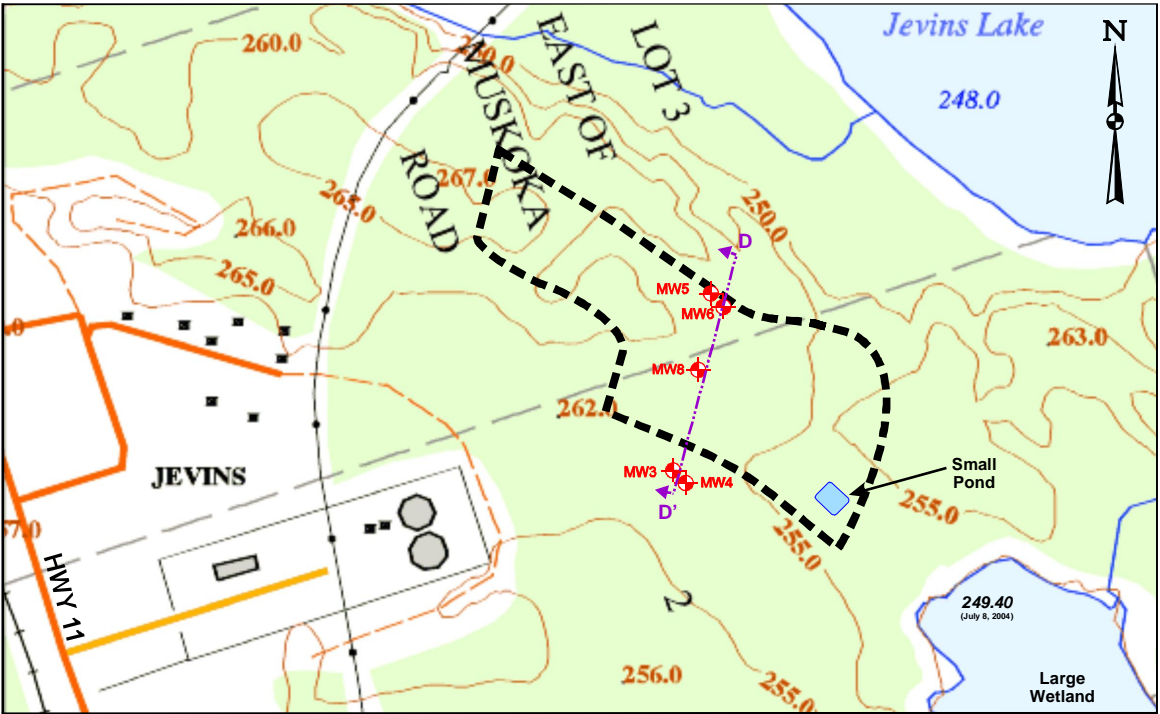 Jevins Lake
N
260.0
260.0
LOT 3
EAST OF
MUSKOKA
ROAD
248.0
267.0
265.0
250.0
266.0
D
265.0
MW5
MW6
263.0
MW8
262.0
JEVINS
MW3
MW4
Small
Pond
D'
255.0
255.0
HWY 11
2
249.40
(July 8, 2004)
256.0
255.0
Large
Wetland